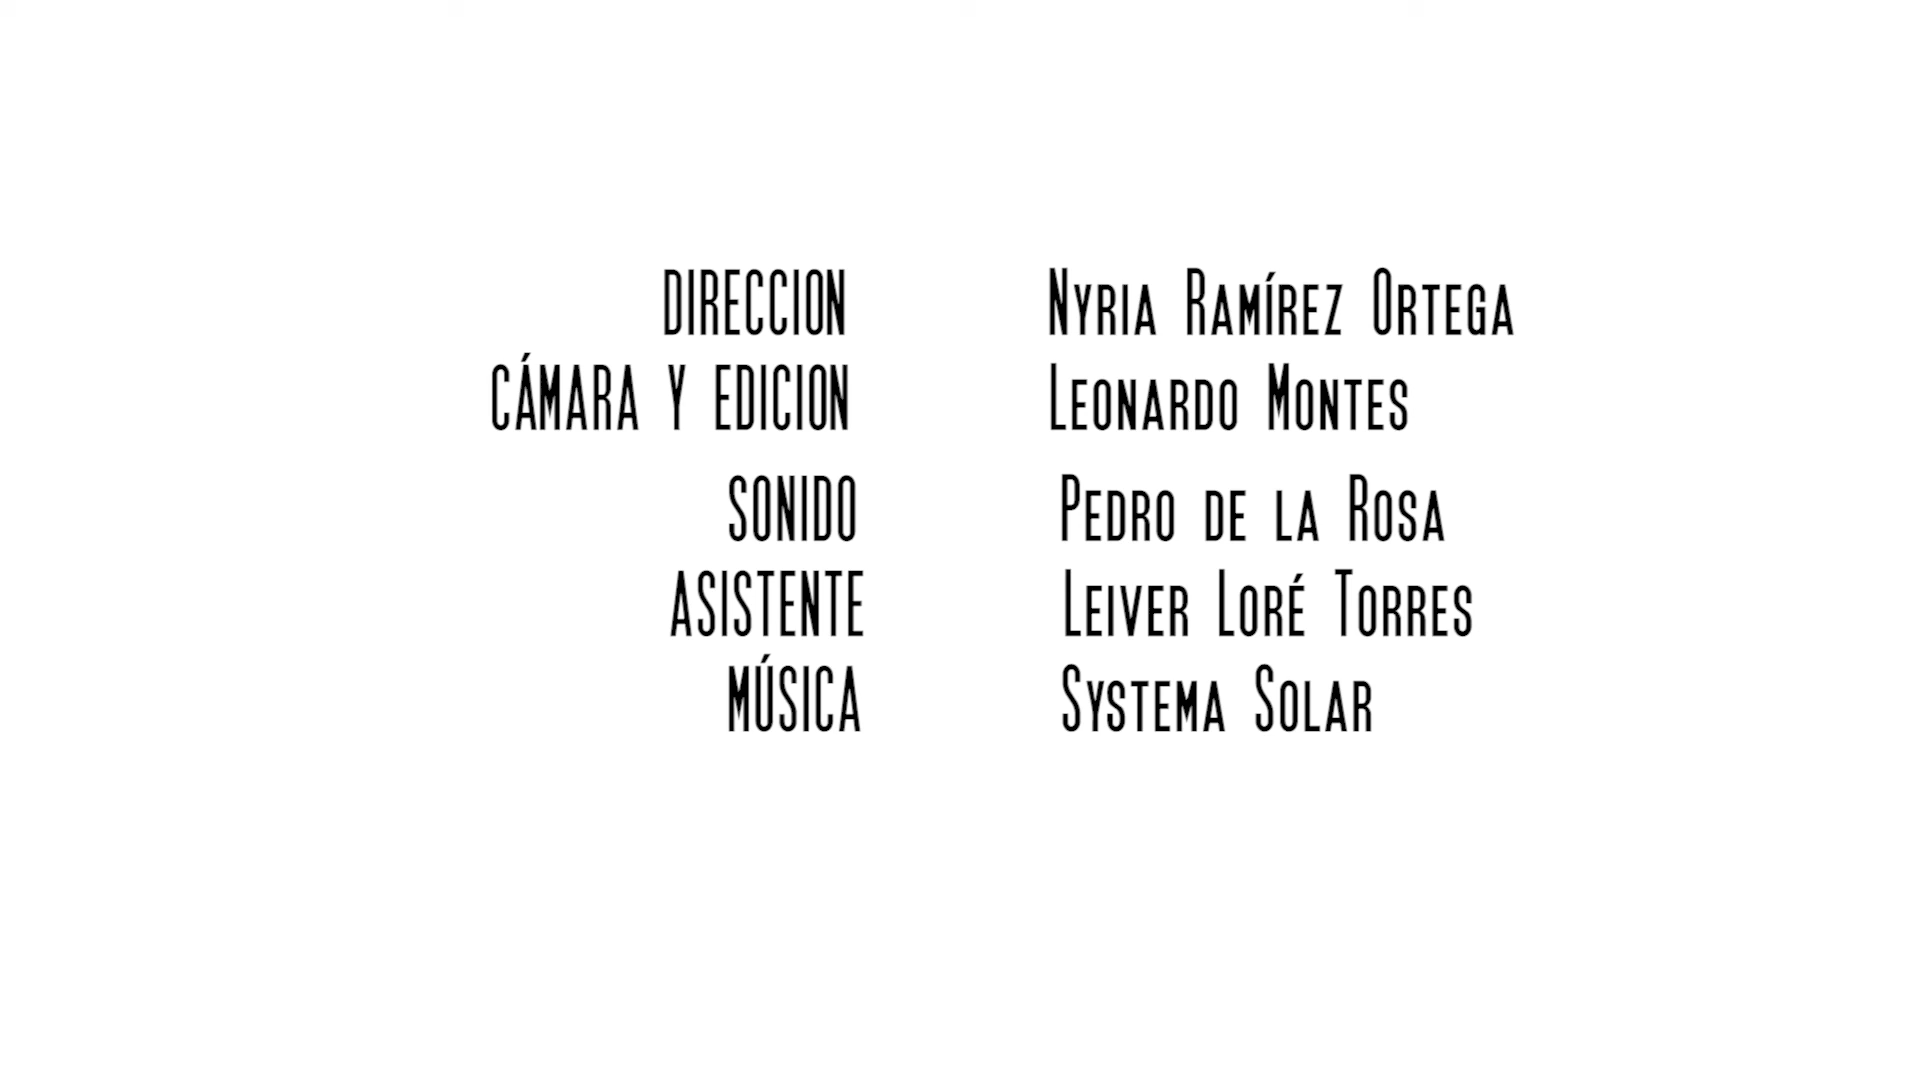 DIRECCION Nyria Ramírez Ortega
CÁMARA Y EDICION Leonardo Montes
SONIDO Pedro de la Rosa
ASISTENTE Leiver Loré Torres
MÚSICA Systema Solar